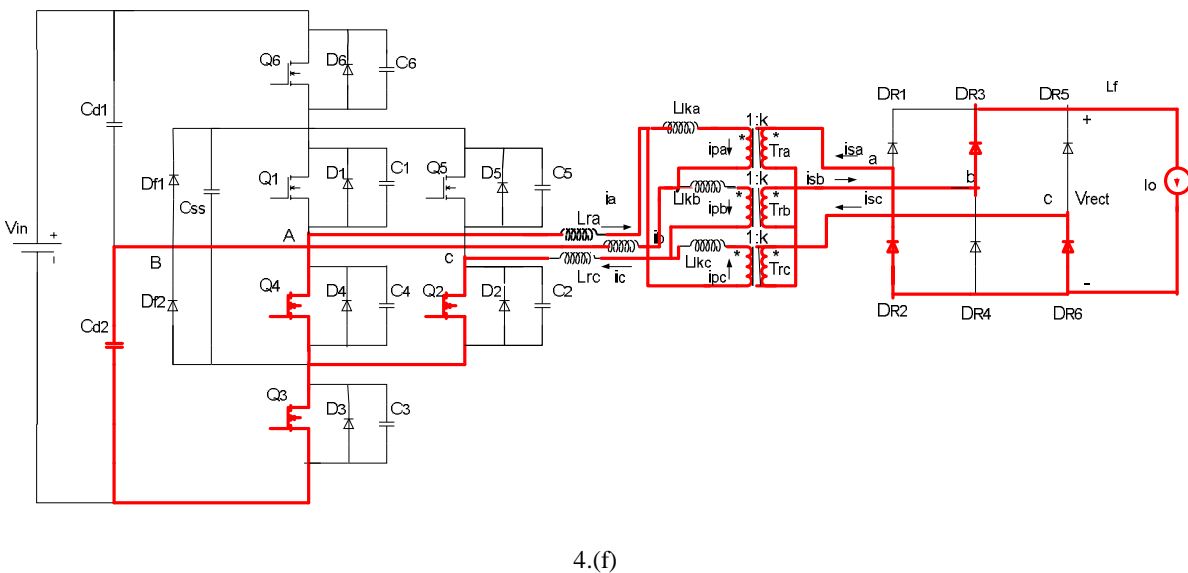 Q6
D6
C6
Cd1
Vin
+
-
Df1
Css
Q1
D1
C1
Q5
D5
C5
A
B
c
Df2
Cd2
Q4
D4
C4
Q2
D2
C2
Q3
D3
C3
Lra
ia
ib
Lrc
ic
Llka
Llkb
Llkc
ipa
ipb
ipc
1:k
1:k
*
*
*
*
*
*
Tra
Trb
Trc
isa
isb
isc
a
b
c
DR1
DR3
DR5
Lf
+
Io
Vrect
-
DR2
DR4
DR6
4.(f)